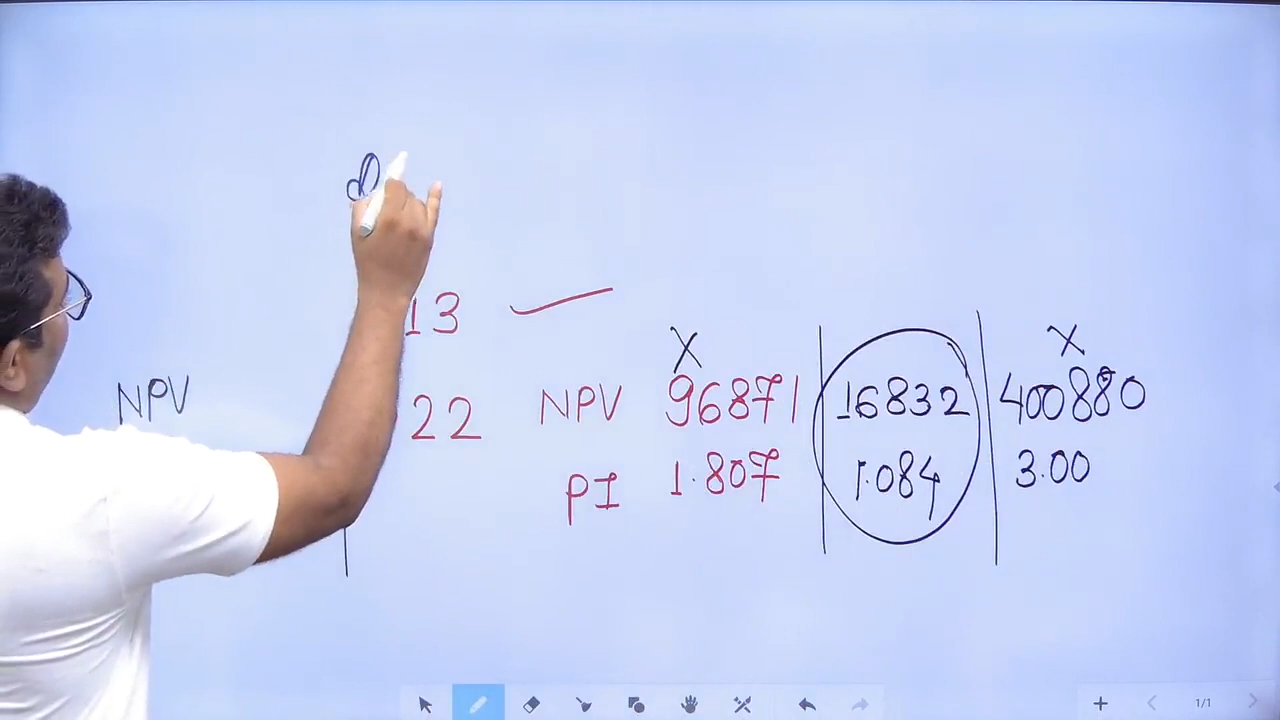 13
X X
NPV 22 NPV 96871 16832 400880
PI 1.807 1.084 3.00
1/1